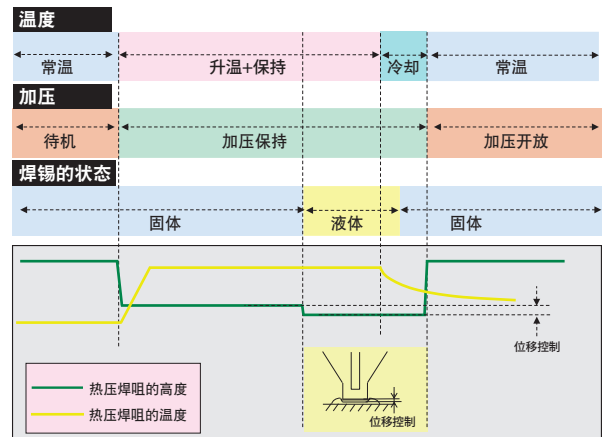 温度
常温 升温+保持 冷却 常温
加压
待机 加压保持 加压开放
焊锡的状态
固体 液体 固体
位移控制
热压焊咀的高度
热压焊咀的温度
位移控制